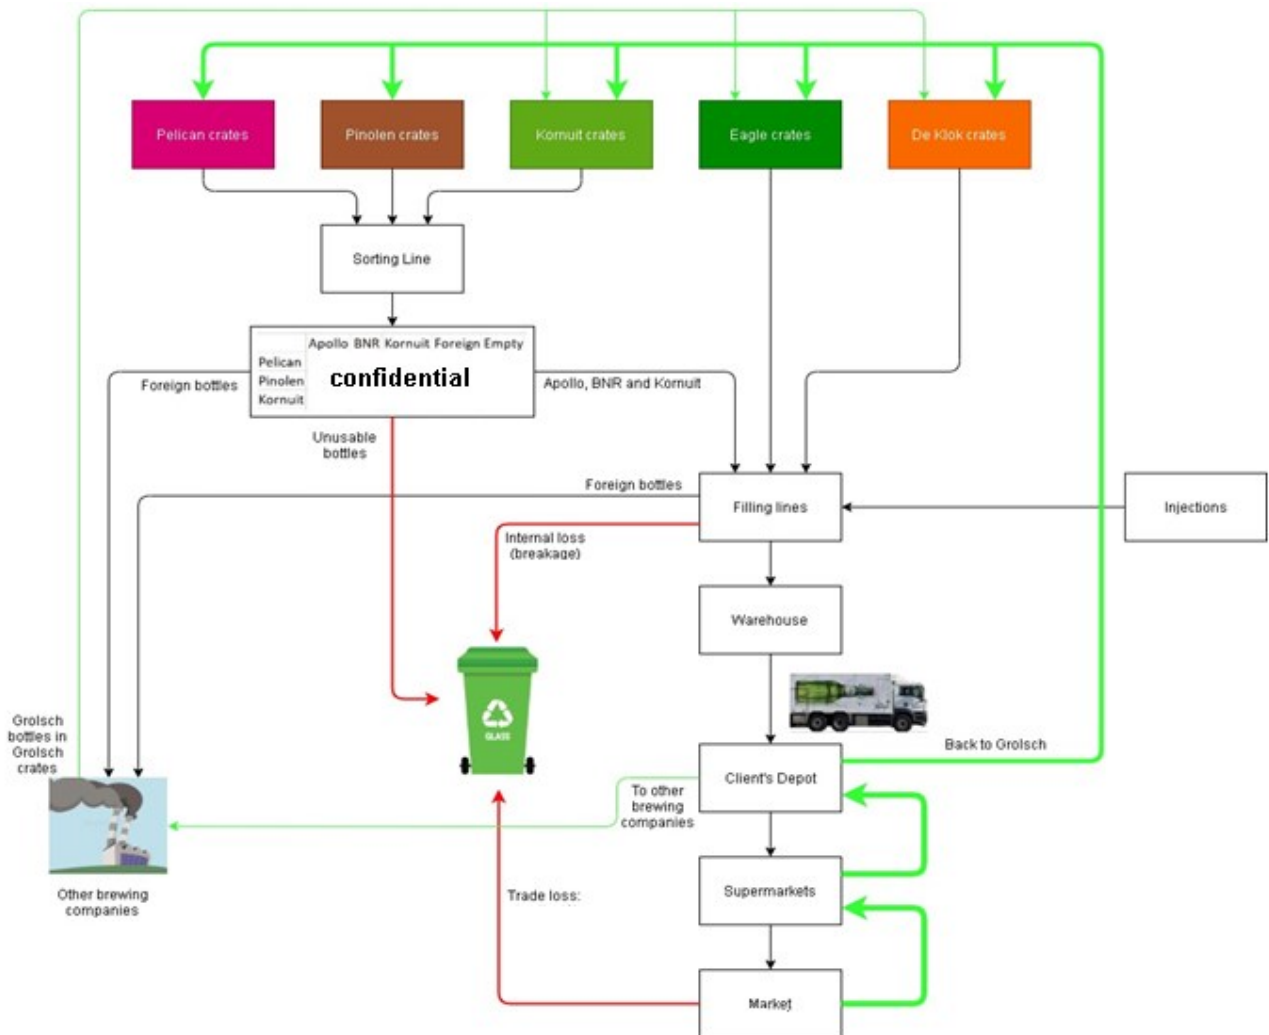 Pelican crates
Pinolen crates
Kornuit crates
Eagle crates
De Klok crates
Sorting Line
Apollo BNR Kornuit Foreign Empty
Pelican
Pinolen
Kornuit
confidential
Foreign bottles
Apollo, BNR and Kornuit
Unusable
bottles
Foreign bottles
Filling lines
Injections
Internal loss
(breakage)
Warehouse
GLASS
Grolsch
bottles in
Grolsch
crates
Back to Grolsch
Client's Depot
To other
brewing
companies
Other brewing
companies
Supermarkets
Trade loss:
Market